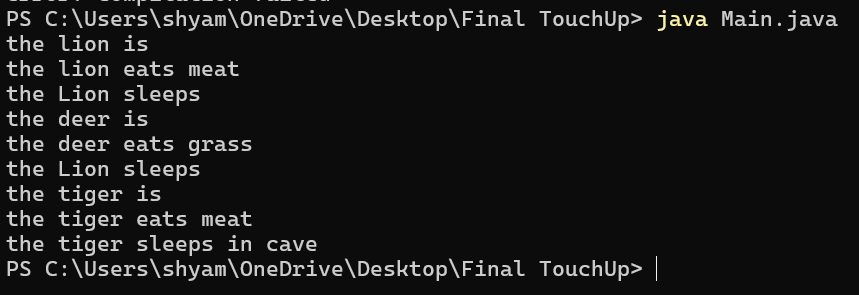 PS C:\Users\shyam\OneDrive\Desktop\Final TouchUp> java Main.java
the lion is
the lion eats meat
the Lion sleeps
the deer is
the deer eats grass
the Lion sleeps
the tiger is
the tiger eats meat
the tiger sleeps in cave
PS C:\Users\shyam\OneDrive\Desktop\Final TouchUp>